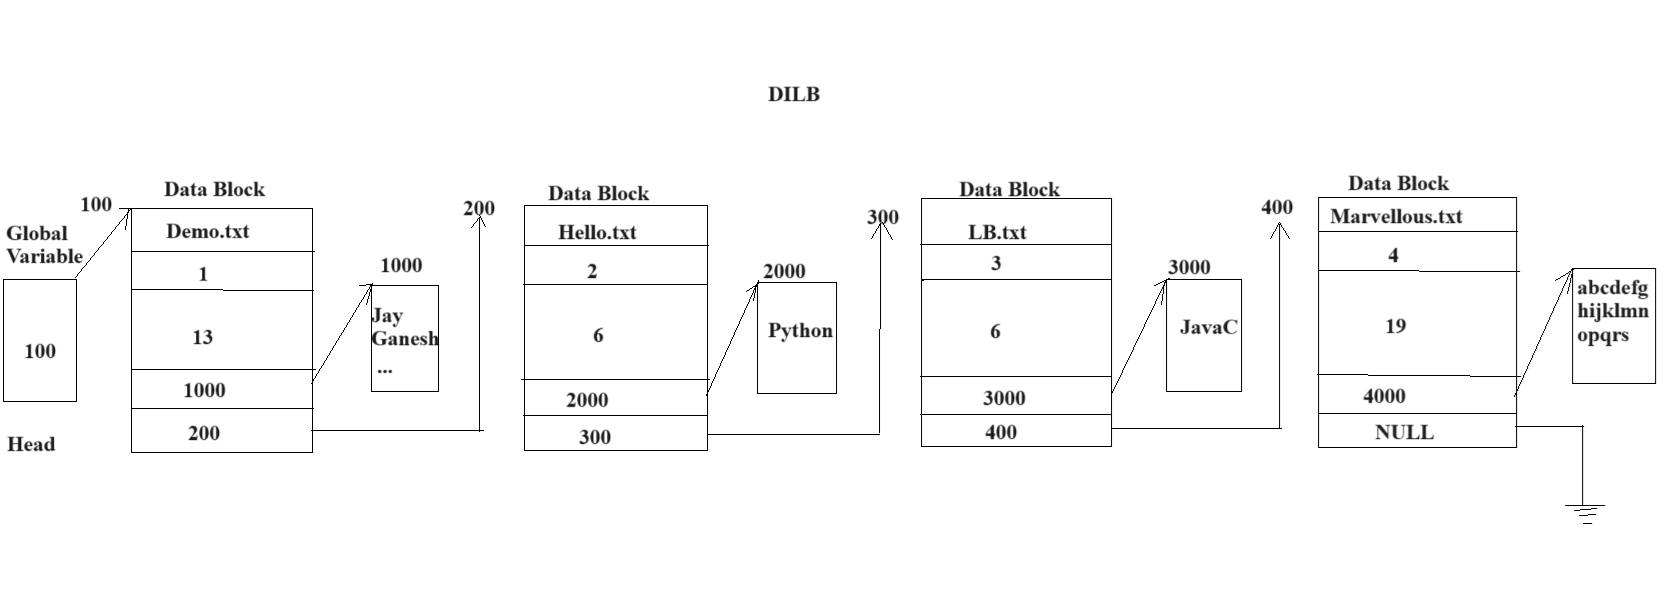 DILB
Global
Variable
100
Head
100
Data Block
Demo.txt
1
13
1000
200
1000
Jay
Ganesh
...
200
Data Block
Hello.txt
2
6
2000
300
2000
Python
300
Data Block
LB.txt
3
6
3000
400
3000
JavaC
400
Data Block
Marvellous.txt
4
19
4000
NULL
abcdefg
hijklmn
opqrs